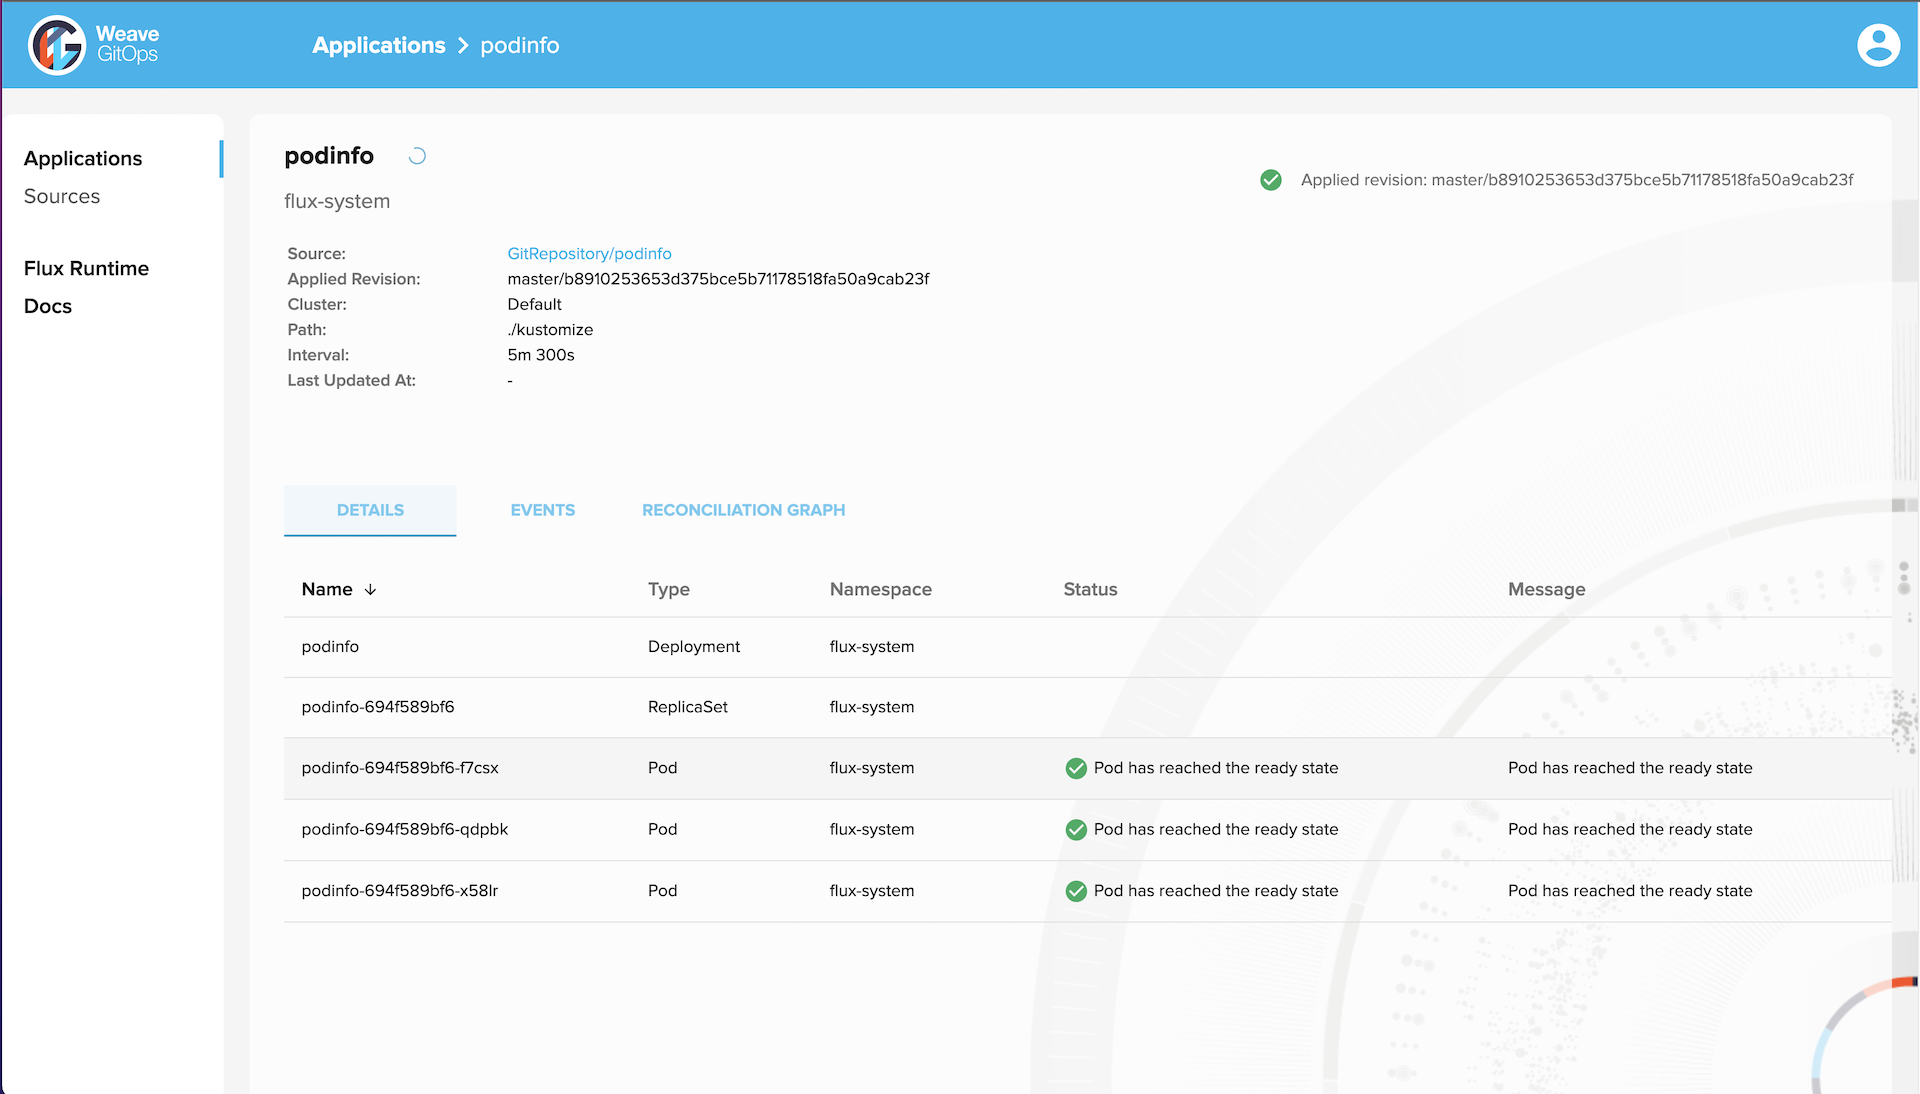 Weave
GitOps
Applications > podinfo
Applications
Sources
Flux Runtime
Docs
podinfo
flux-system
Applied revision: master/b8910253653d375bce5b71178518fa50a9cab23f
Source: GitRepository/podinfo
Applied Revision: master/b8910253653d375bce5b71178518fa50a9cab23f
Cluster: Default
Path: ./kustomize
Interval: 5m 300s
Last Updated At: -
DETAILS EVENTS RECONCILIATION GRAPH
Name ↓ Type Namespace Status Message
podinfo Deployment flux-system
podinfo-694f589bf6 ReplicaSet flux-system
podinfo-694f589bf6-f7csx Pod flux-system Pod has reached the ready state Pod has reached the ready state
podinfo-694f589bf6-qdpbk Pod flux-system Pod has reached the ready state Pod has reached the ready state
podinfo-694f589bf6-x58lr Pod flux-system Pod has reached the ready state Pod has reached the ready state